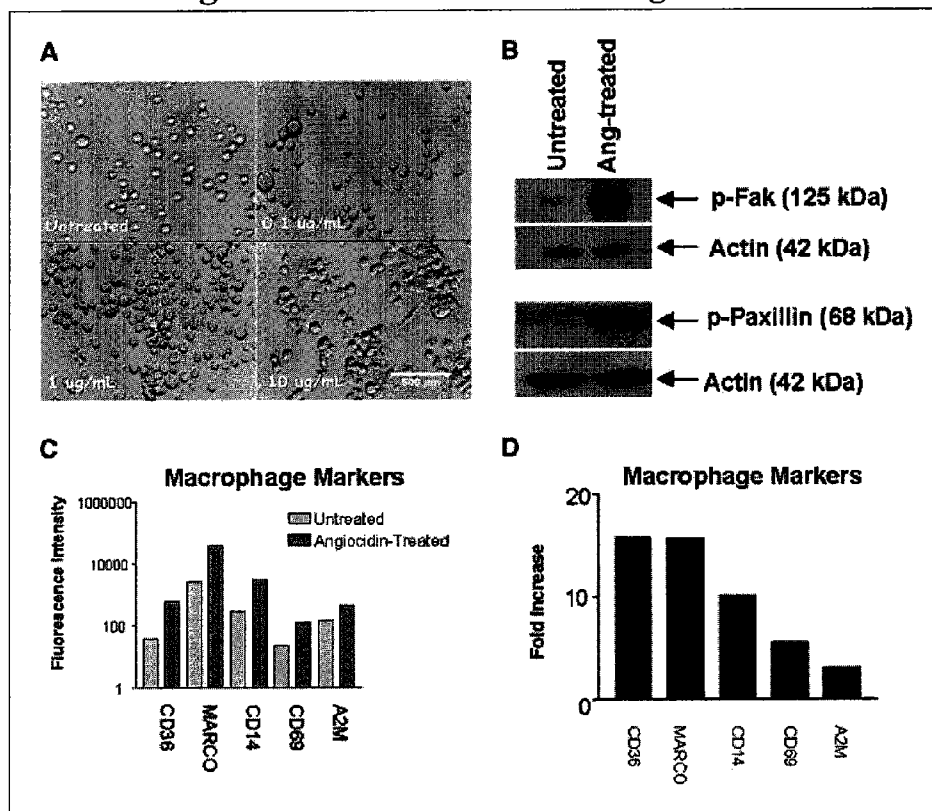 A
Untreated
0 1 ug/mL
1 ug/mL
10 ug/mL
B
Untreated
Ang-treated
p-Fak (125 kDa)
Actin (42 kDa)
p-Paxillin (68 kDa)
Actin (42 kDa)
C
Macrophage Markers
Fluorescence Intensity
1000000
10000
100
1
Untreated
Angiocidin-Treated
CD36
MARCO
CD14
CD69
A2M
D
Macrophage Markers
Fold Increase
20
10
0
CD36
MARCO
CD14
CD69
A2M